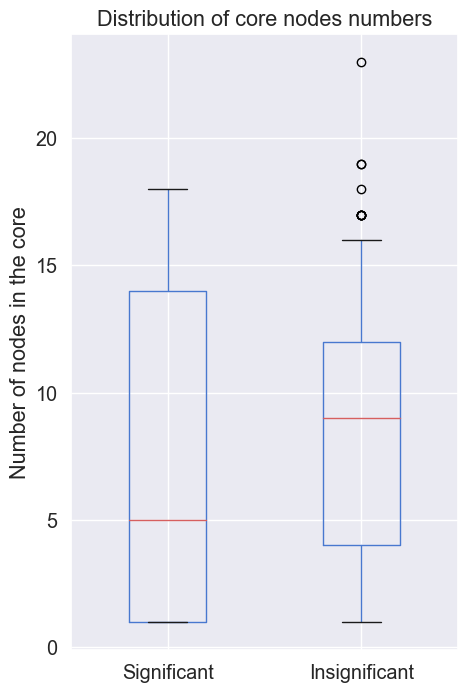 Distribution of core nodes numbers
Number of nodes in the core
20
15
10
5
0
Significant
Insignificant